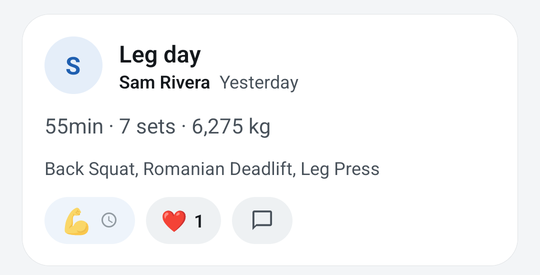 S
Leg day
Sam Rivera Yesterday
55min · 7 sets · 6,275 kg
Back Squat, Romanian Deadlift, Leg Press
💪 ❤️ 1